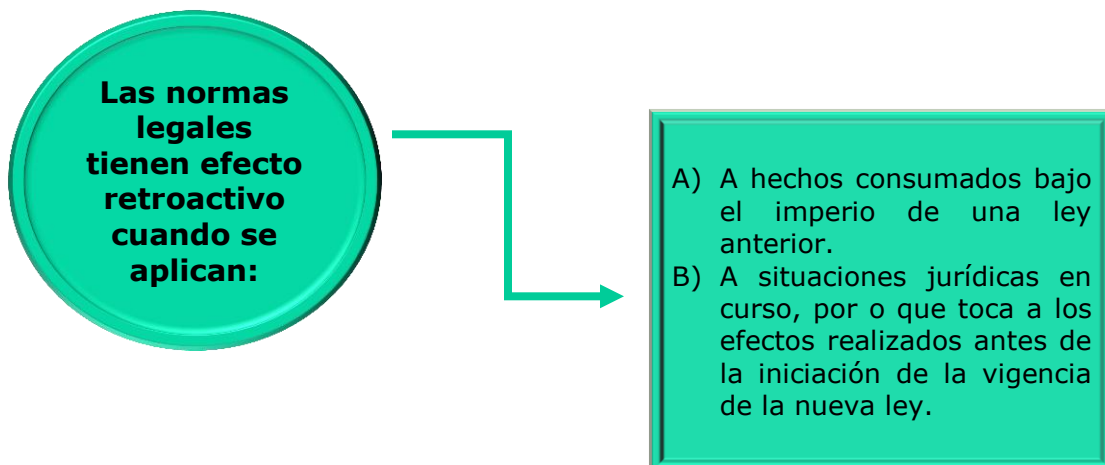 Las normas
legales
tienen efecto
retroactivo
cuando se
aplican:
A) A hechos consumados bajo
el imperio de una ley
anterior.
B) A situaciones jurídicas en
curso, por o que toca a los
efectos realizados antes de
la iniciación de la vigencia
de la nueva ley.